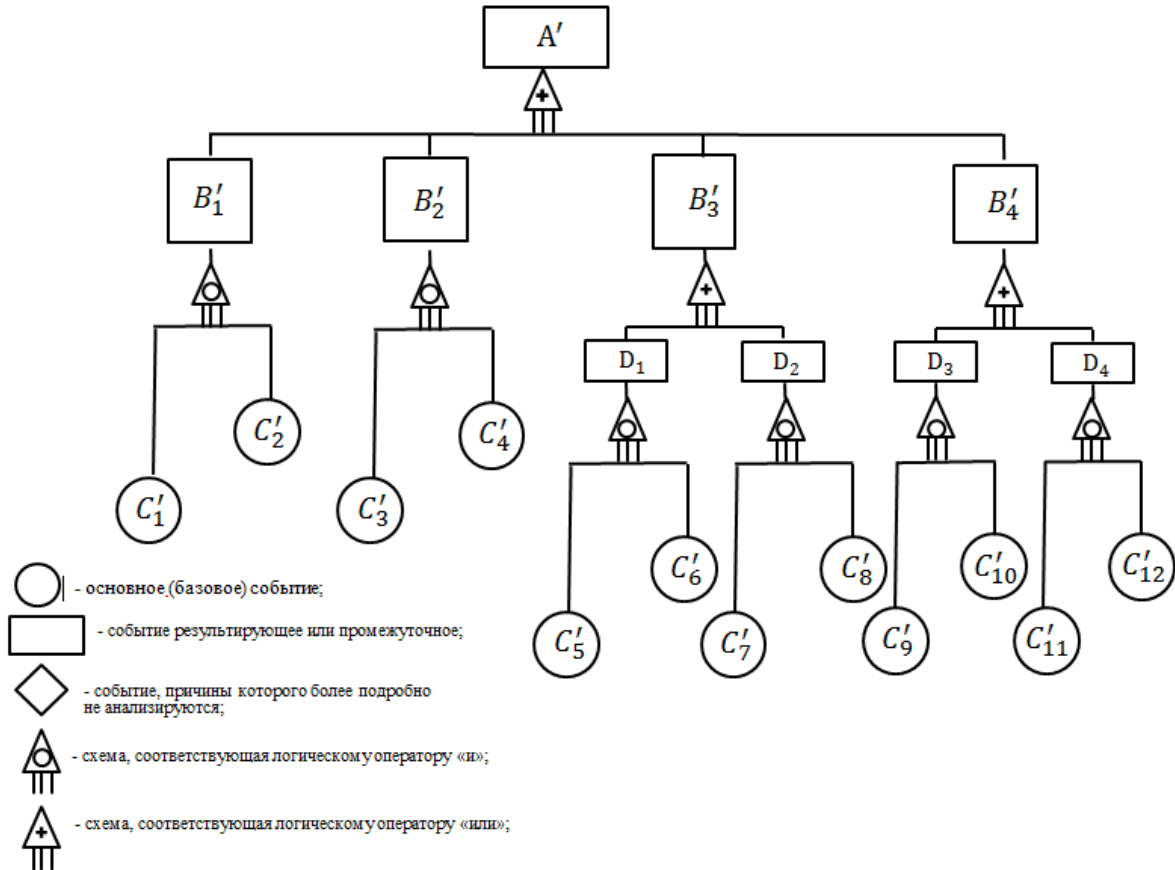 A′
B′₁ B′₂ B′₃ B′₄
D₁ D₂ D₃ D₄
C′₂ C′₄
C′₁ C′₃
C′₆ C′₈ C′₁₀ C′₁₂
C′₅ C′₇ C′₉ C′₁₁
- основное (базовое) событие;
- событие результирующее или промежуточное;
- событие, причины которого более подробно
не анализируются;
- схема, соответствующая логическому оператору «и»;
- схема, соответствующая логическому оператору «или»;